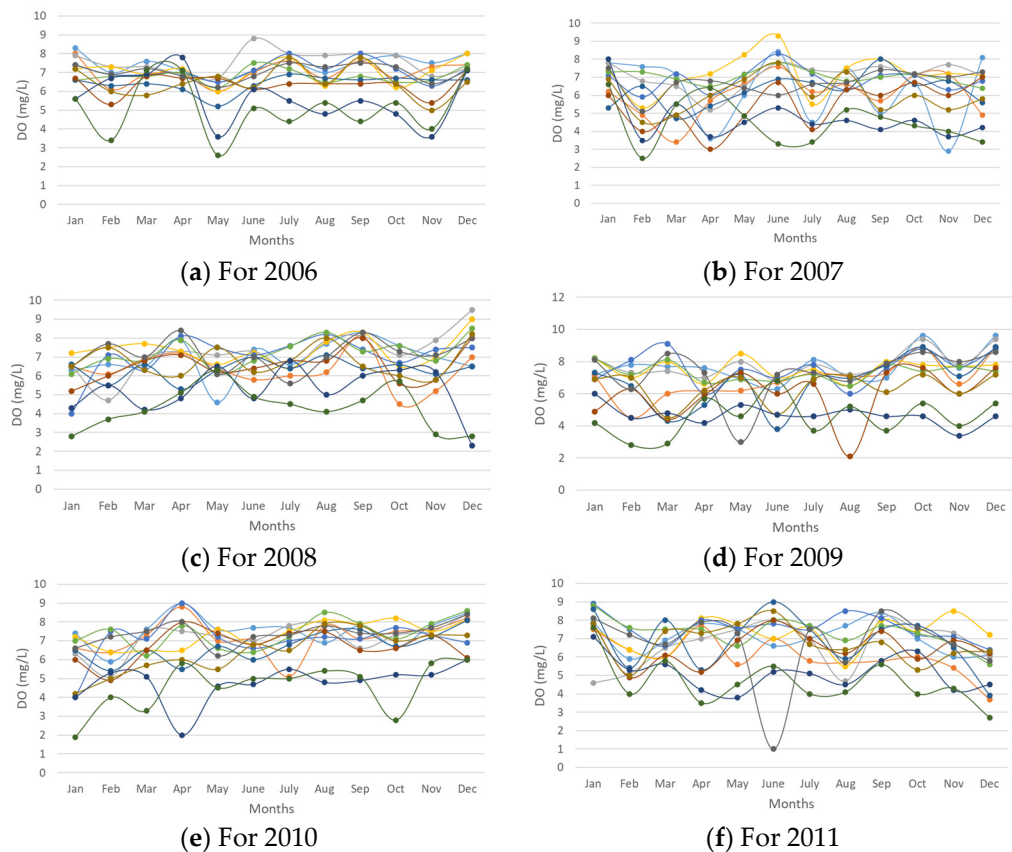 10
9
8
7
6
5
4
3
2
1
0
DO (mg/L)
Jan Feb Mar Apr May June July Aug Sep Oct Nov Dec
Months
(a) For 2006
10
9
8
7
6
5
4
3
2
1
0
DO (mg/L)
Jan Feb Mar Apr May June July Aug Sep Oct Nov Dec
Months
(b) For 2007
10
9
8
7
6
5
4
3
2
1
0
DO (mg/L)
Jan Feb Mar Apr May June July Aug Sep Oct Nov Dec
Months
(c) For 2008
12
10
8
6
4
2
0
DO (mg/L)
Jan Feb Mar Apr May June July Aug Sep Oct Nov Dec
Months
(d) For 2009
10
9
8
7
6
5
4
3
2
1
0
DO (mg/L)
Jan Feb Mar Apr May June July Aug Sep Oct Nov Dec
Months
(e) For 2010
10
9
8
7
6
5
4
3
2
1
0
DO (mg/L)
Jan Feb Mar Apr May June July Aug Sep Oct Nov Dec
Months
(f) For 2011